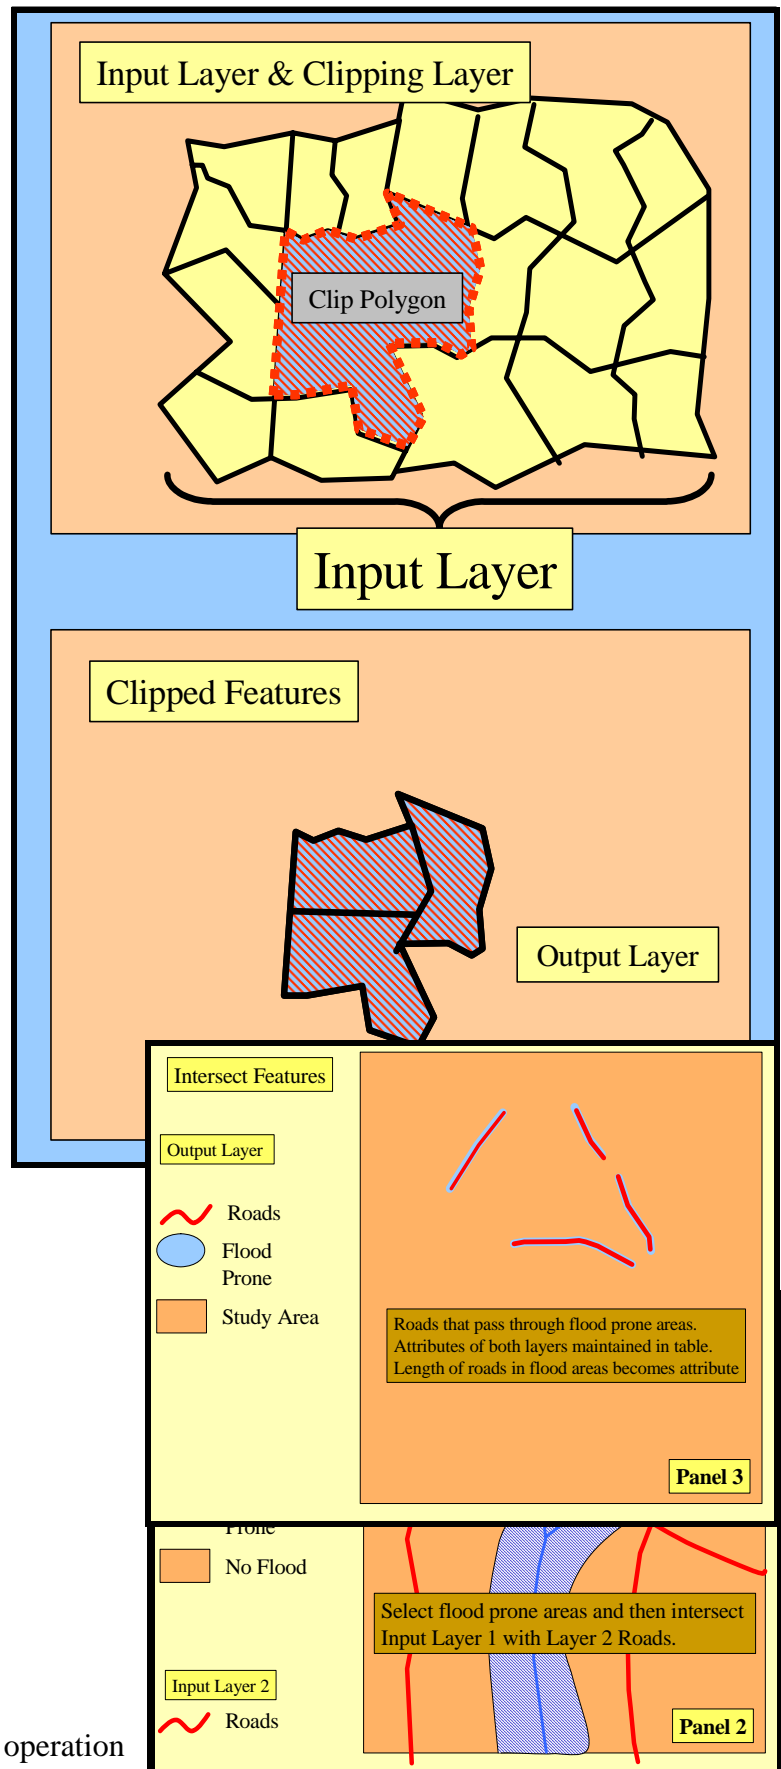 Input Layer & Clipping Layer
Clip Polygon
Input Layer
Clipped Features
Output Layer
Intersect Features
Output Layer
Roads
Flood
Prone
Study Area
Roads that pass through flood prone areas.
Attributes of both layers maintained in table.
Length of roads in flood areas becomes attribute
Panel 3
Prone
No Flood
Select flood prone areas and then intersect
Input Layer 1 with Layer 2 Roads.
Input Layer 2
Roads
Panel 2
operation